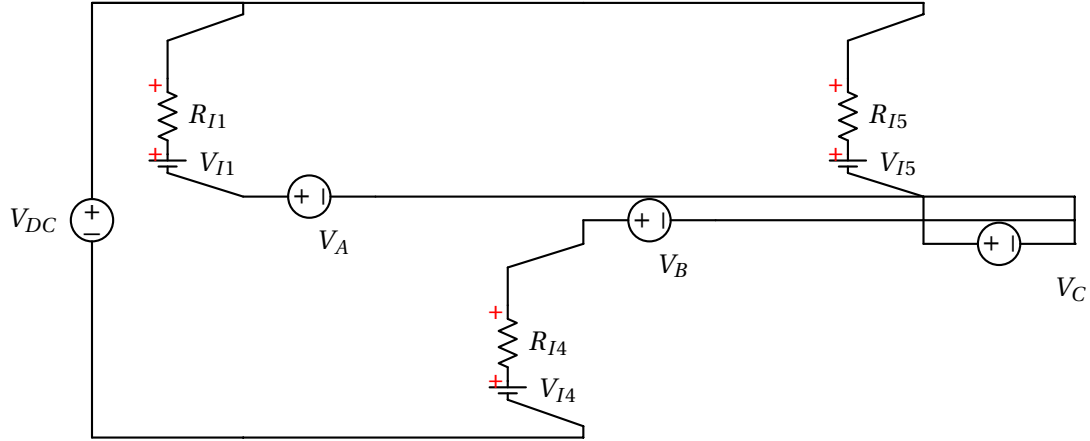 +
+
R_{I1}
R_{I5}
+
+
V_{I1}
V_{I5}
V_{DC}
+
−
+
−
+
−
V_A
+
−
V_B
V_C
+
R_{I4}
+
V_{I4}